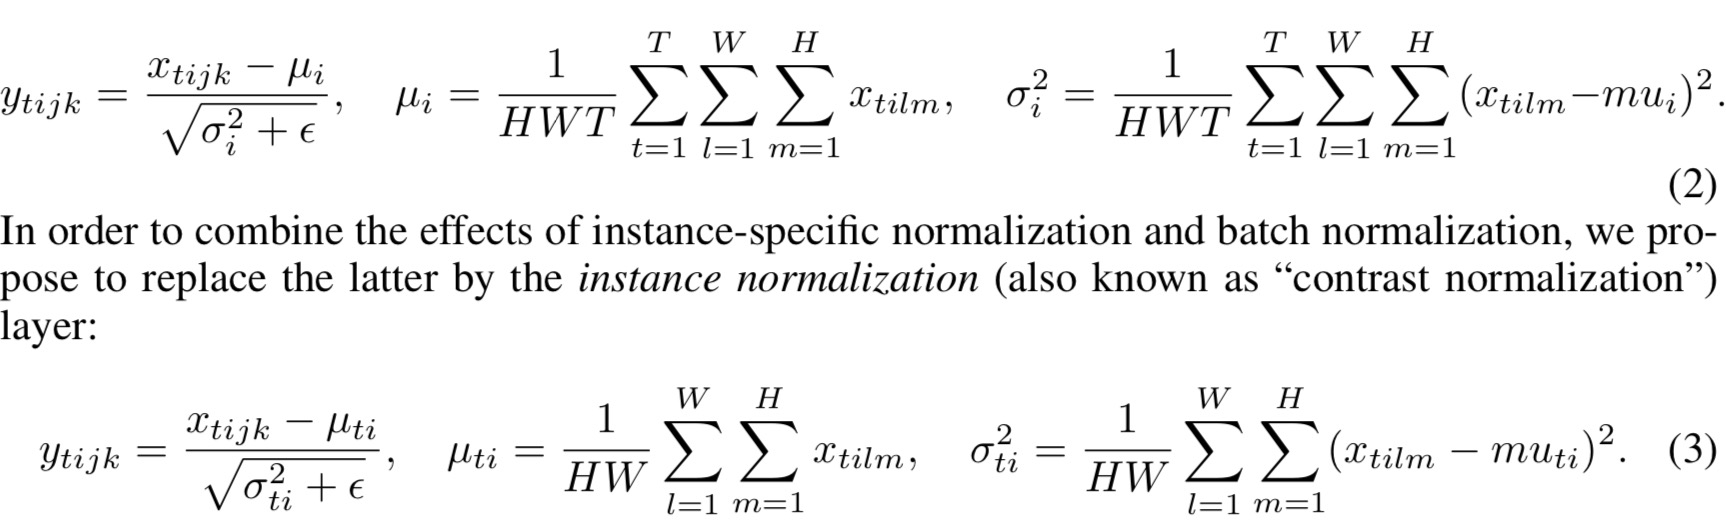 y_{tijk} = \frac{x_{tijk} - \mu_i}{\sqrt{\sigma_i^2 + \epsilon}}, \quad \mu_i = \frac{1}{HWT} \sum_{t=1}^{T} \sum_{l=1}^{W} \sum_{m=1}^{H} x_{tilm}, \quad \sigma_i^2 = \frac{1}{HWT} \sum_{t=1}^{T} \sum_{l=1}^{W} \sum_{m=1}^{H} (x_{tilm} - mu_i)^2.
(2)
In order to combine the effects of instance-specific normalization and batch normalization, we pro-
pose to replace the latter by the instance normalization (also known as “contrast normalization”)
layer:
y_{tijk} = \frac{x_{tijk} - \mu_{ti}}{\sqrt{\sigma_{ti}^2 + \epsilon}}, \quad \mu_{ti} = \frac{1}{HW} \sum_{l=1}^{W} \sum_{m=1}^{H} x_{tilm}, \quad \sigma_{ti}^2 = \frac{1}{HW} \sum_{l=1}^{W} \sum_{m=1}^{H} (x_{tilm} - mu_{ti})^2. \quad (3)